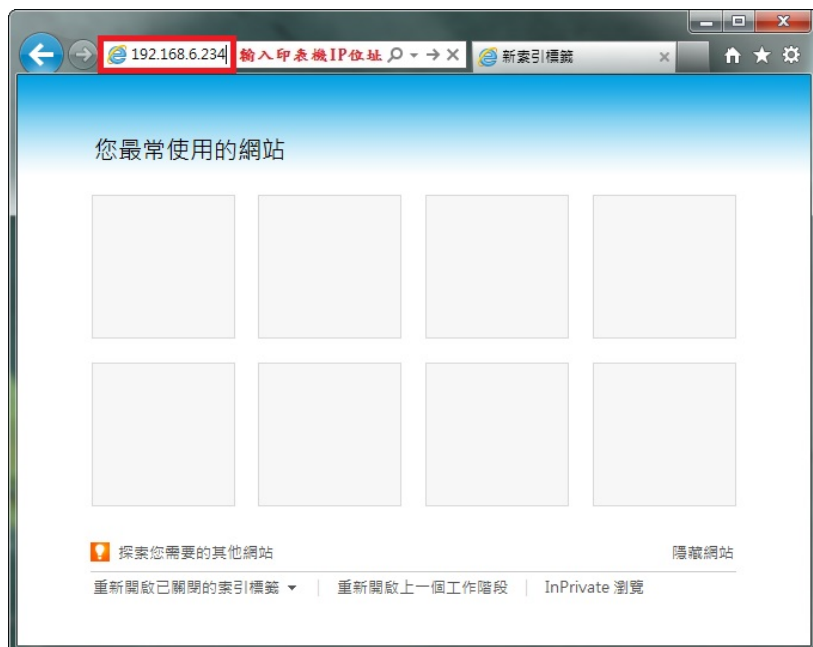 192.168.6.234 輸入印表機IP位址
新索引標籤
您最常使用的網站
探索您需要的其他網站
隱藏網站
重新開啟已關閉的索引標籤
重新開啟上一個工作階段
InPrivate 瀏覽